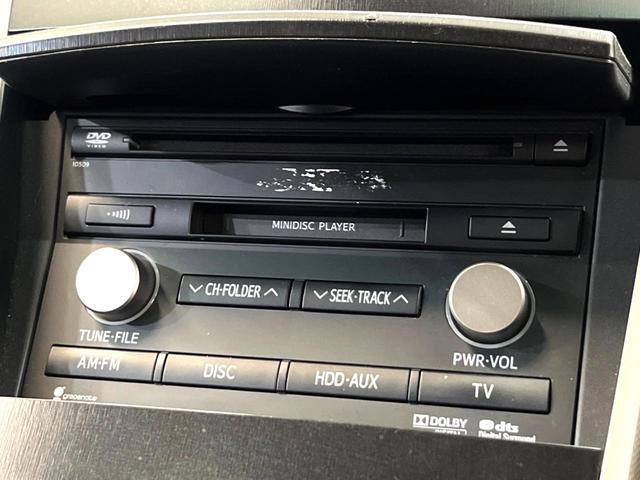 DVD
VIDEO
10509
MINIDISC PLAYER
CH·FOLDER
SEEK·TRACK
TUNE·FILE
PWR·VOL
AM·FM
DISC
HDD·AUX
TV
gracenote
DOLBY
dts
Digital Surround